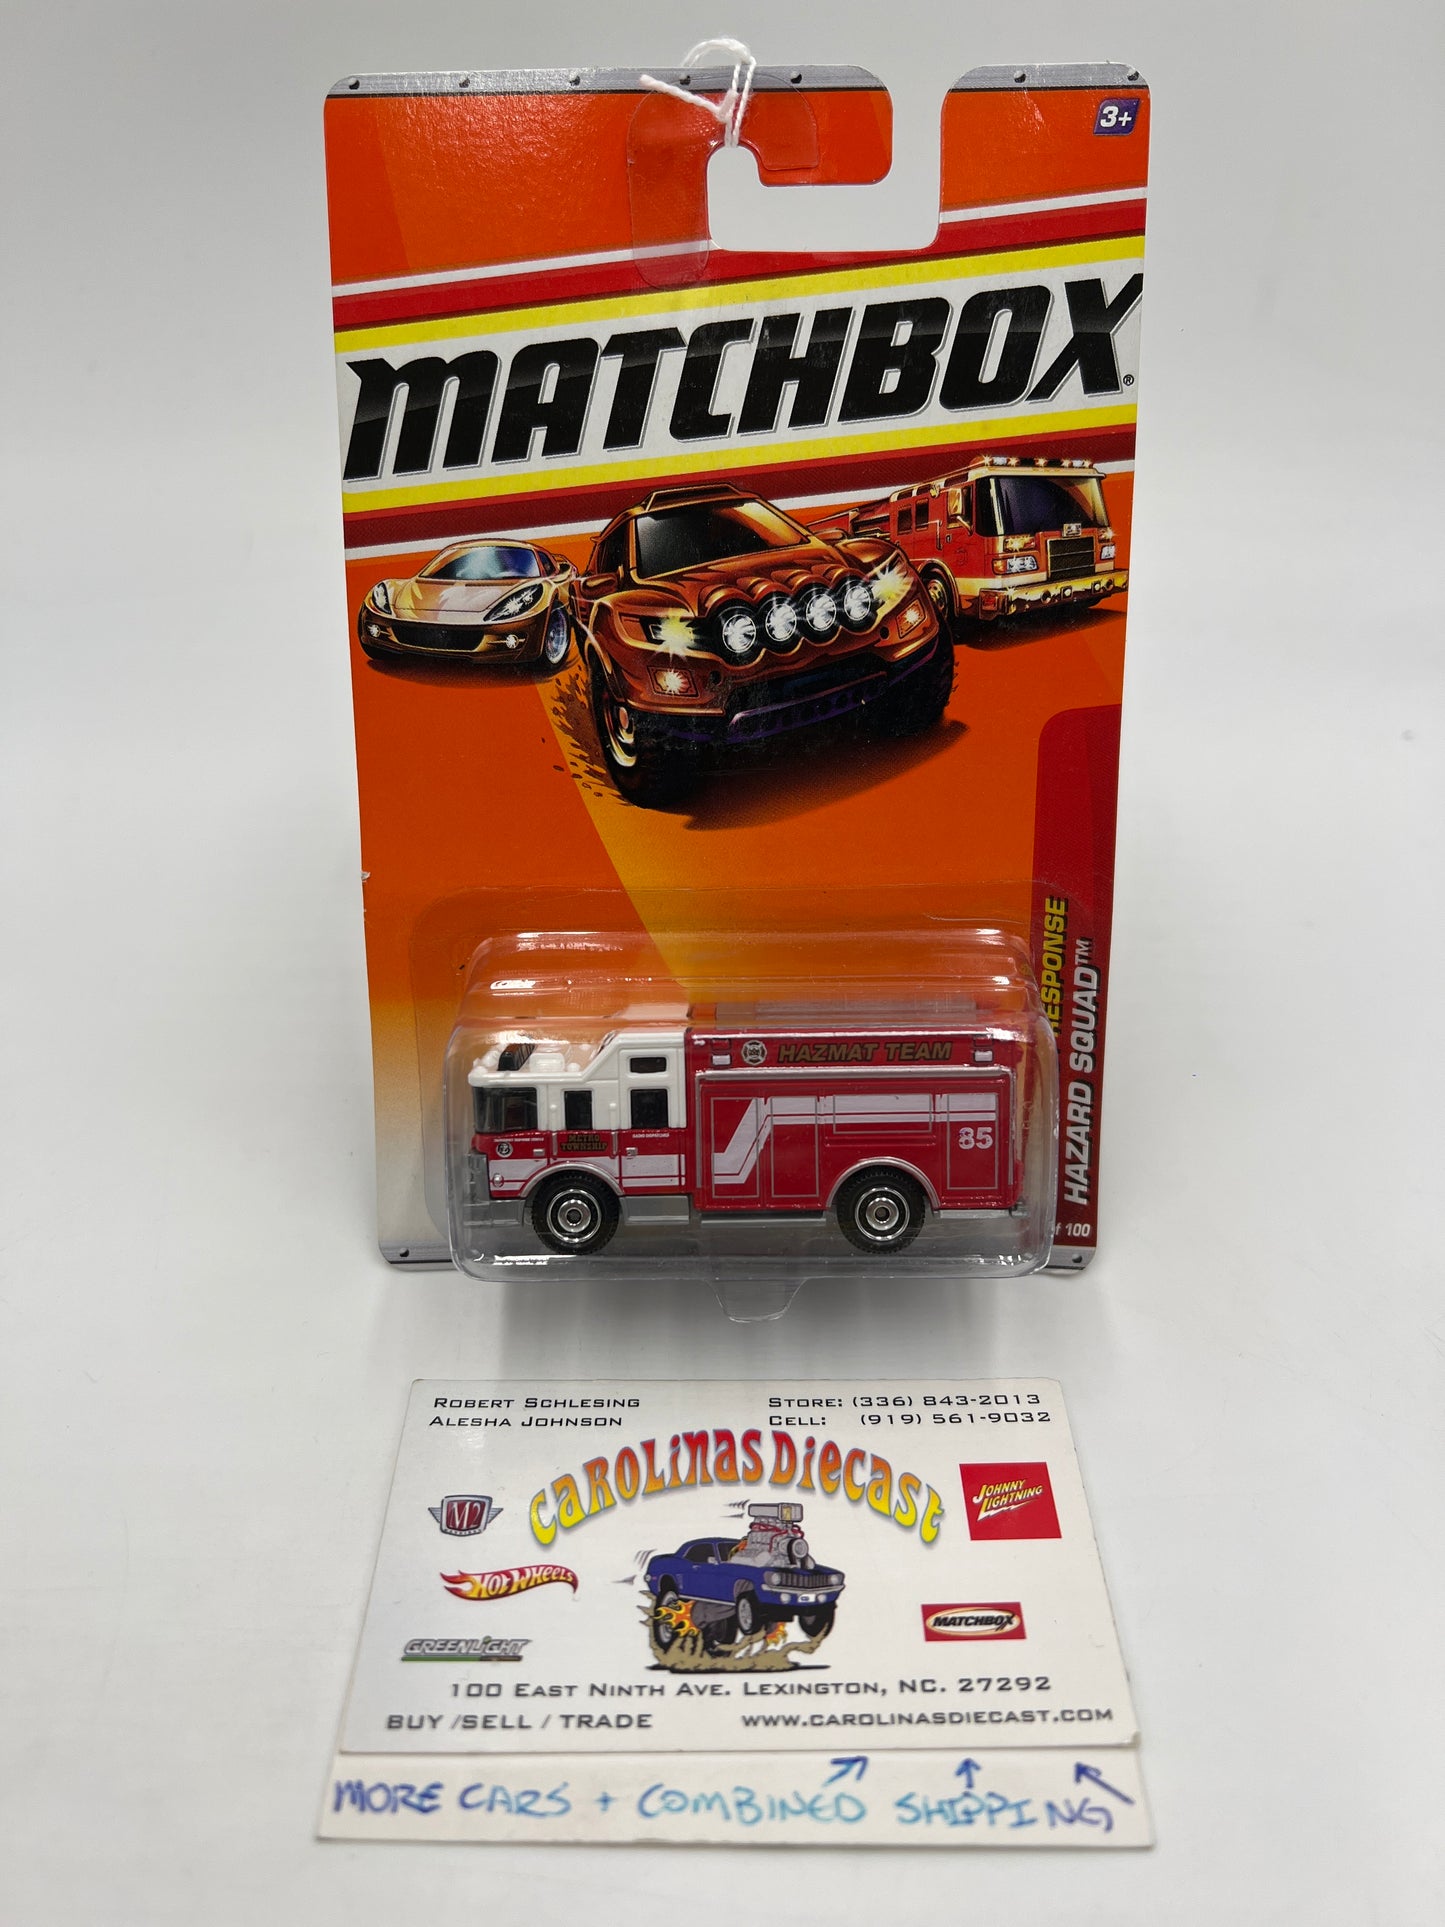 3+
MATCHBOX®
RESPONSE
HAZARD SQUAD™
of 100
HAZMAT TEAM
METRO
TOWNSHIP
85
ROBERT SCHLESING
ALESHA JOHNSON
STORE: (336) 843-2013
CELL: (919) 561-9032
CAROLINAS DIECAST
M2
JOHNNY
LIGHTNING
HOT WHEELS
MATCHBOX
GREENLIGHT
100 EAST NINTH AVE. LEXINGTON, NC. 27292
BUY /SELL / TRADE
WWW.CAROLINASDIECAST.COM
MORE CARS + COMBINED SHIPPING